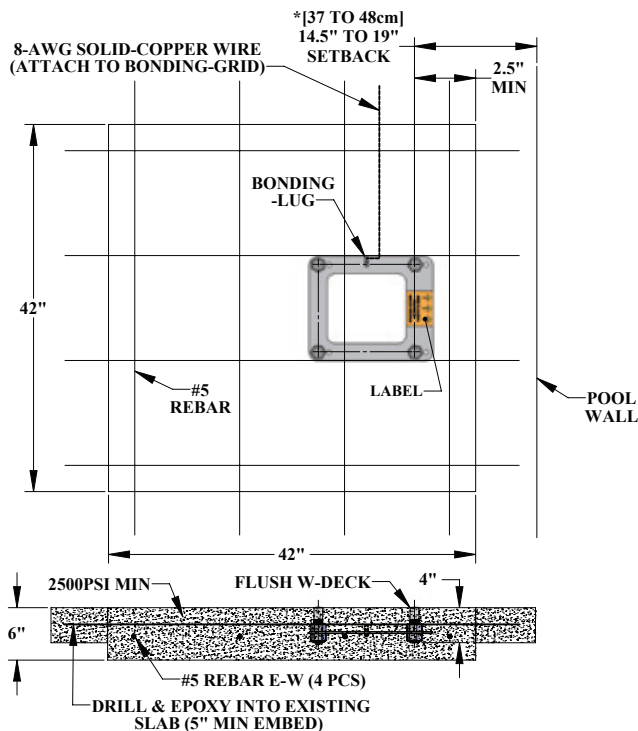 *[37 TO 48cm]
14.5" TO 19"
SETBACK
8-AWG SOLID-COPPER WIRE
(ATTACH TO BONDING-GRID)
2.5"
MIN
BONDING
-LUG
42"
#5
REBAR
LABEL
POOL
WALL
42"
2500PSI MIN
FLUSH W-DECK
4"
6"
#5 REBAR E-W (4 PCS)
DRILL & EPOXY INTO EXISTING
SLAB (5" MIN EMBED)